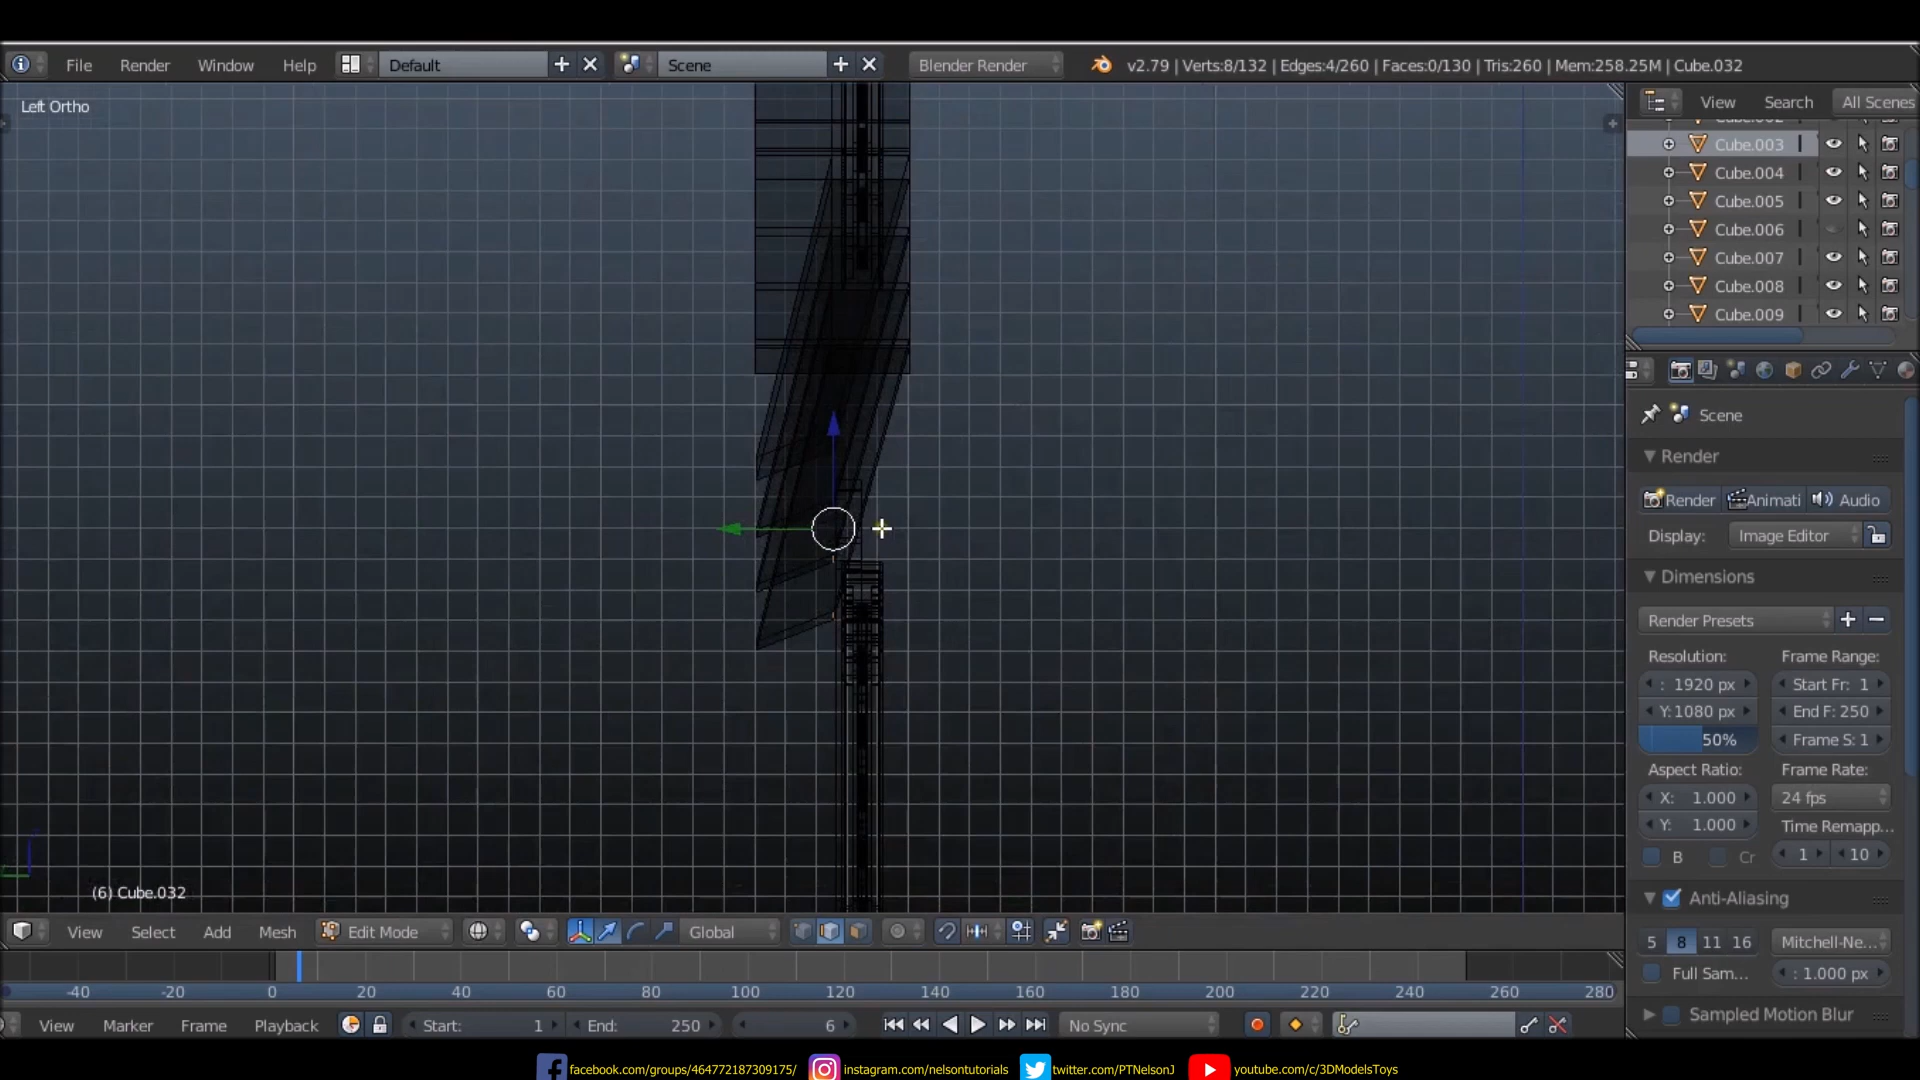 File Render Window Help Default Scene Blender Render v2.79 | Verts:8/132 | Edges:4/260 | Faces:0/130 | Tris:260 | Mem:258.25M | Cube.032
Left Ortho
View Search All Scenes
Cube.002
Cube.003
Cube.004
Cube.005
Cube.006
Cube.007
Cube.008
Cube.009
Scene
Render
Render Animati Audio
Display: Image Editor
Dimensions
Render Presets
Resolution: Frame Range:
: 1920 px Start Fr: 1
Y: 1080 px End F: 250
50% Frame S: 1
Aspect Ratio: Frame Rate:
X: 1.000 24 fps
Y: 1.000 Time Remapp...
B Cr 1 10
Anti-Aliasing
5 8 11 16 Mitchell-Ne...
Full Sam... : 1.000 px
Sampled Motion Blur
(6) Cube.032
View Select Add Mesh Edit Mode Global
-40 -20 0 20 40 60 80 100 120 140 160 180 200 220 240 260 280
View Marker Frame Playback Start: 1 End: 250 6 No Sync
facebook.com/groups/464772187309175/ instagram.com/nelsontutorials twitter.com/PTNelsonJ youtube.com/c/3DModelsToys